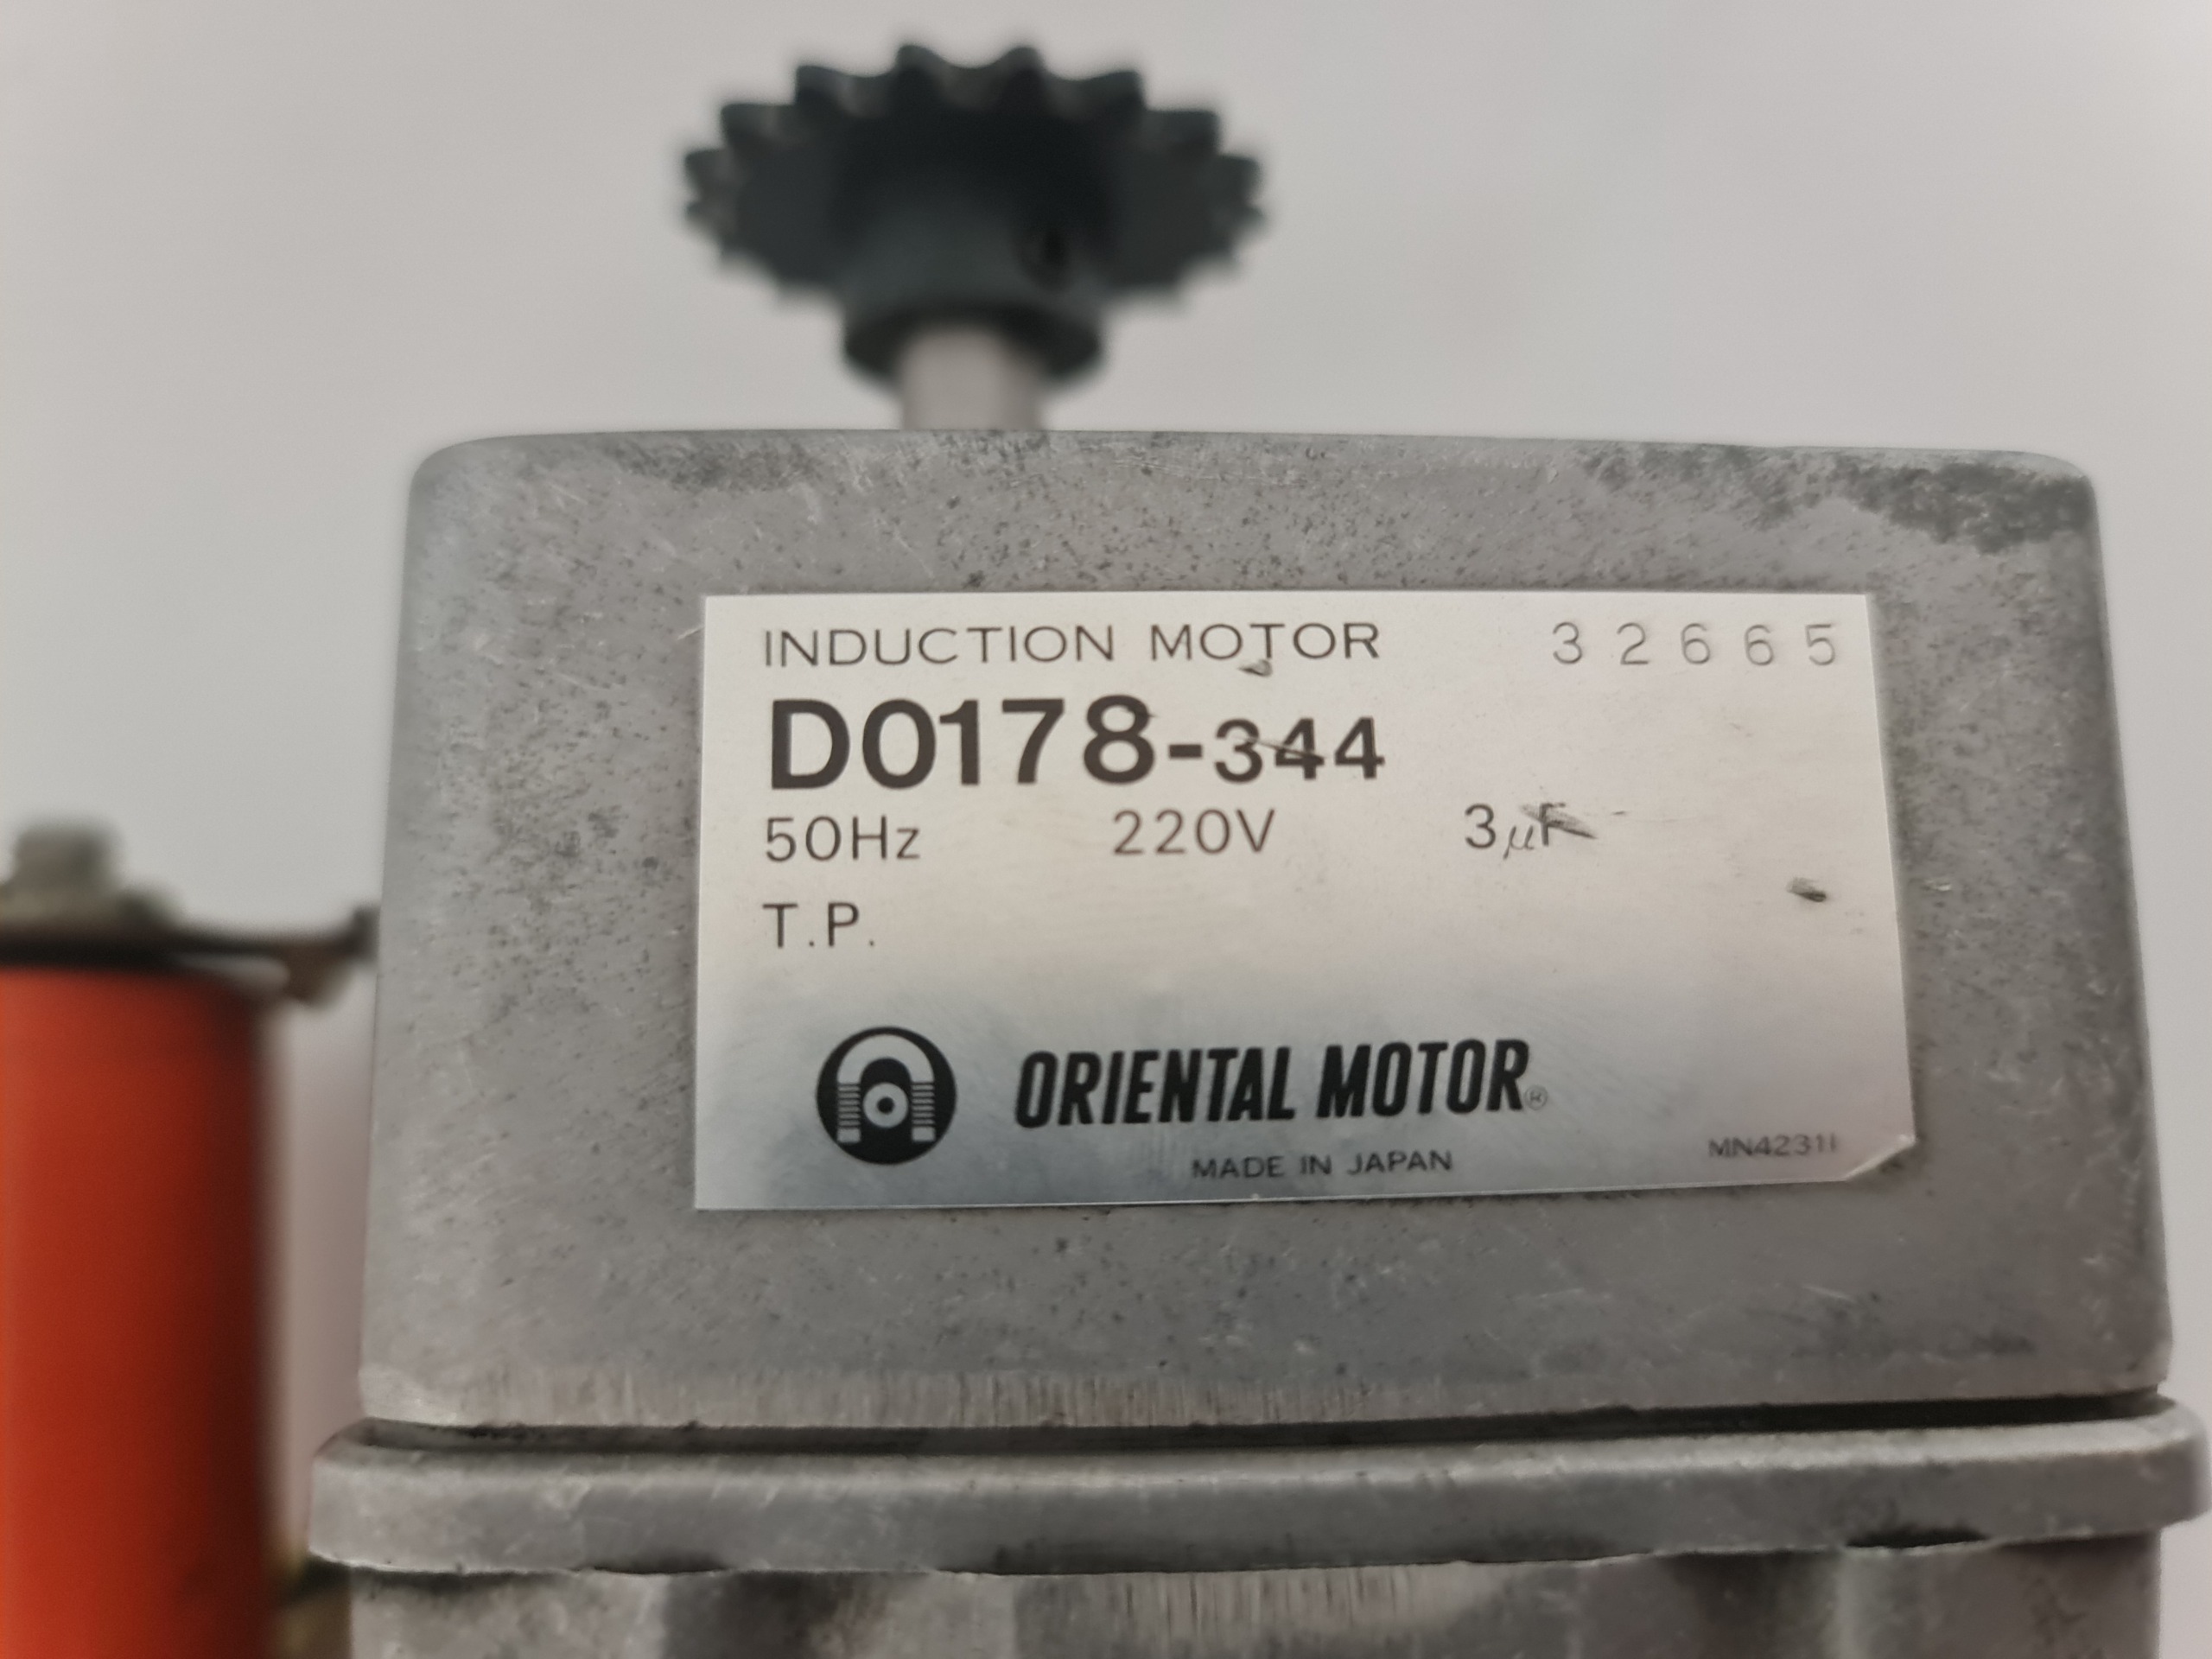 INDUCTION MOTOR 32665
D0178-344
50Hz 220V 3μF
T.P.
ORIENTAL MOTOR®
MADE IN JAPAN
MN42311